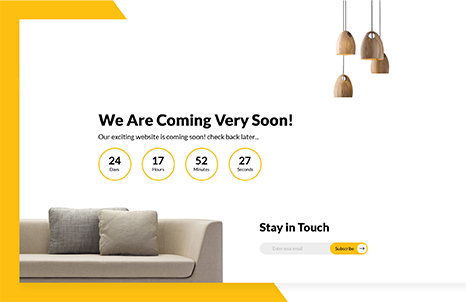 We Are Coming Very Soon!
Our exciting website is coming soon! check back later...
24 17 52 27
Days Hours Minutes Seconds
Stay in Touch
Enter your email Subscribe